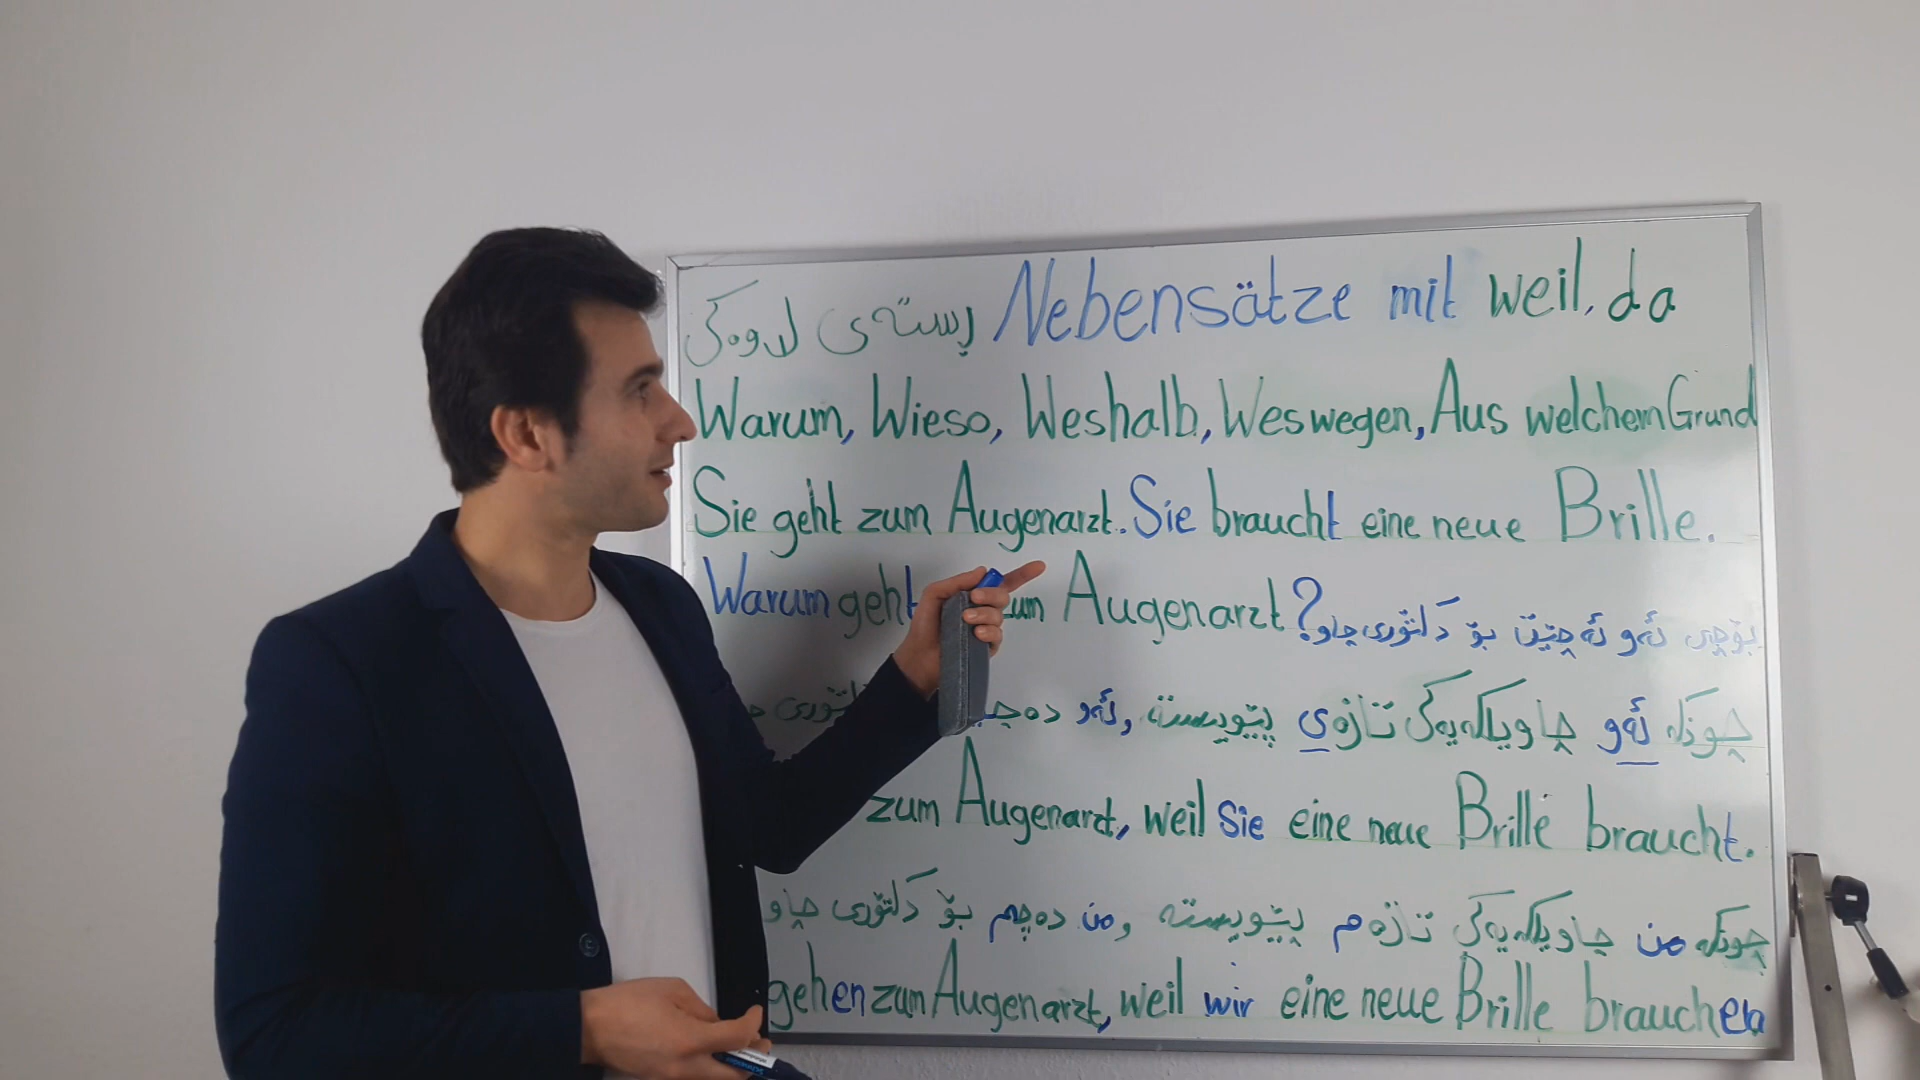 ڕستەی لاوەکی Nebensätze mit weil, da
Warum, Wieso, Weshalb, Weswegen, Aus welchem Grund
Sie geht zum Augenarzt. Sie braucht eine neue Brille.
Warum geht zum Augenarzt? بۆچی ئەو ئەچێت بۆ دکتۆری چاو؟
چونکە ئەو چاویلکەیەکی تازەی پێویستە، ئەو
zum Augenarzt, weil Sie eine neue Brille braucht.
چونکە من چاویلکەیەکی تازەم پێویستە، من دەچم بۆ دکتۆری چاو
gehen zum Augenarzt, weil wir eine neue Brille brauchen